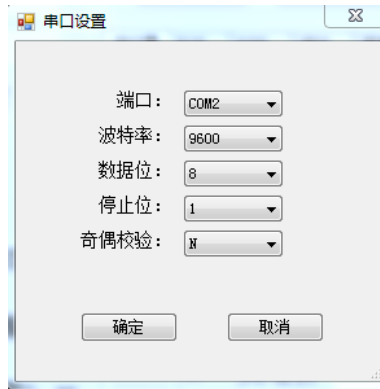 串口设置
端口： COM2
波特率： 9600
数据位： 8
停止位： 1
奇偶校验： N
确定 取消